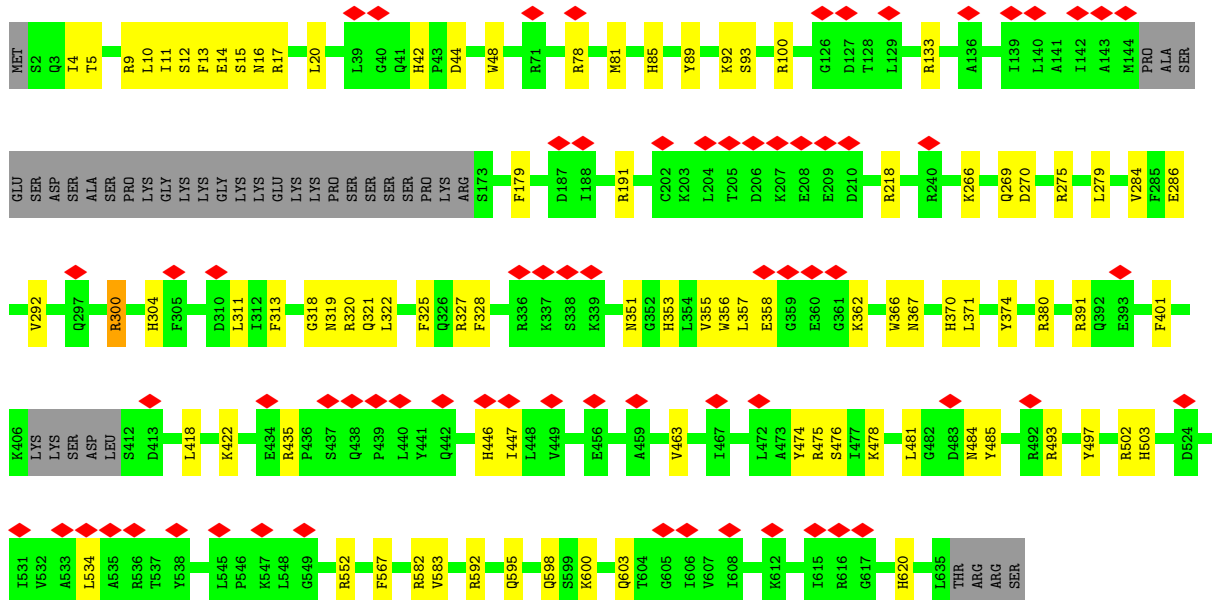 MET S2 Q3 I4 T5 R9 L10 I11 S12 F13 E14 S15 N16 R17 L20 L39 G40 Q41 H42 P43 D44 W48 R71 R78 M81 H85 Y89 K92 S93 R100 G126 D127 T128 L129 R133 A136 I139 L140 A141 I142 A143 M144 PRO ALA SER
GLU SER ASP SER ALA SER PRO LYS GLY LYS LYS GLY LYS LYS GLU LYS LYS PRO SER SER SER SER PRO LYS ARG S173 F179 D187 I188 R191 C202 K203 L204 T205 D206 K207 E208 E209 D210 R218 R240 K266 Q269 D270 R275 L279 V284 F285 E286
V292 Q297 R300 H304 F305 D310 L311 I312 F313 G318 N319 R320 Q321 L322 F325 Q326 R327 F328 R336 K337 S338 K339 N351 G352 H353 L354 V355 W356 L357 E358 G359 E360 G361 K362 W366 N367 H370 L371 Y374 R380 R391 Q392 E393 F401
K406 LYS LYS SER ASP LEU S412 D413 L418 K422 E434 R435 P436 S437 Q438 P439 L440 Y441 Q442 H446 I447 L448 V449 E456 A459 V463 I467 L472 A473 Y474 R475 S476 I477 K478 L481 G482 D483 N484 Y485 R492 R493 Y497 R502 H503 D524
I531 V532 A533 L534 A535 R536 T537 Y538 L545 P546 K547 L548 G549 R552 F567 R582 V583 R592 Q595 Q598 S599 K600 Q603 T604 G605 I606 V607 I608 K612 I615 R616 G617 H620 L635 THR ARG ARG SER